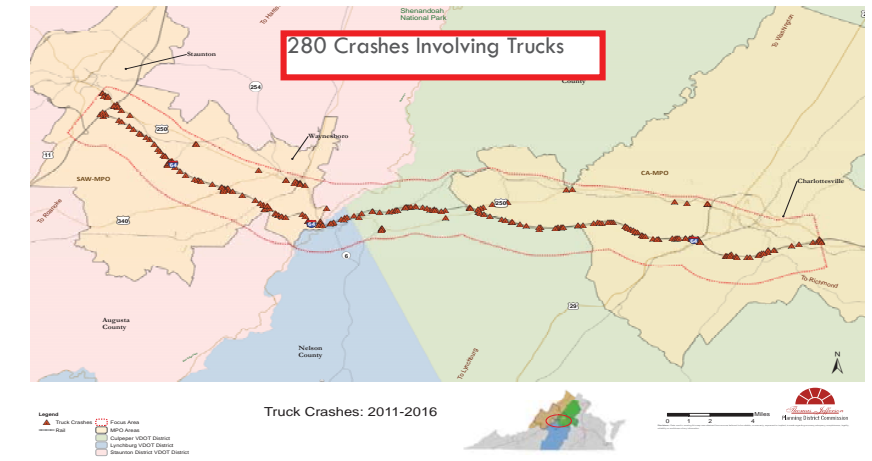 Shenandoah
National Park
To Washington
280 Crashes Involving Trucks
County
Staunton
254
250
Waynesboro
11
64
SAW-MPO
CA-MPO
Charlottesville
250
To Roanoke
340
64
64
6
To Richmond
29
Augusta
County
Nelson
County
To Lynchburg
N
Legend
Truck Crashes
Focus Area
Rail
MPO Areas
Culpeper VDOT District
Lynchburg VDOT District
Staunton District VDOT District
Truck Crashes: 2011-2016
Miles
0 1 2 4
Thomas Jefferson
Planning District Commission